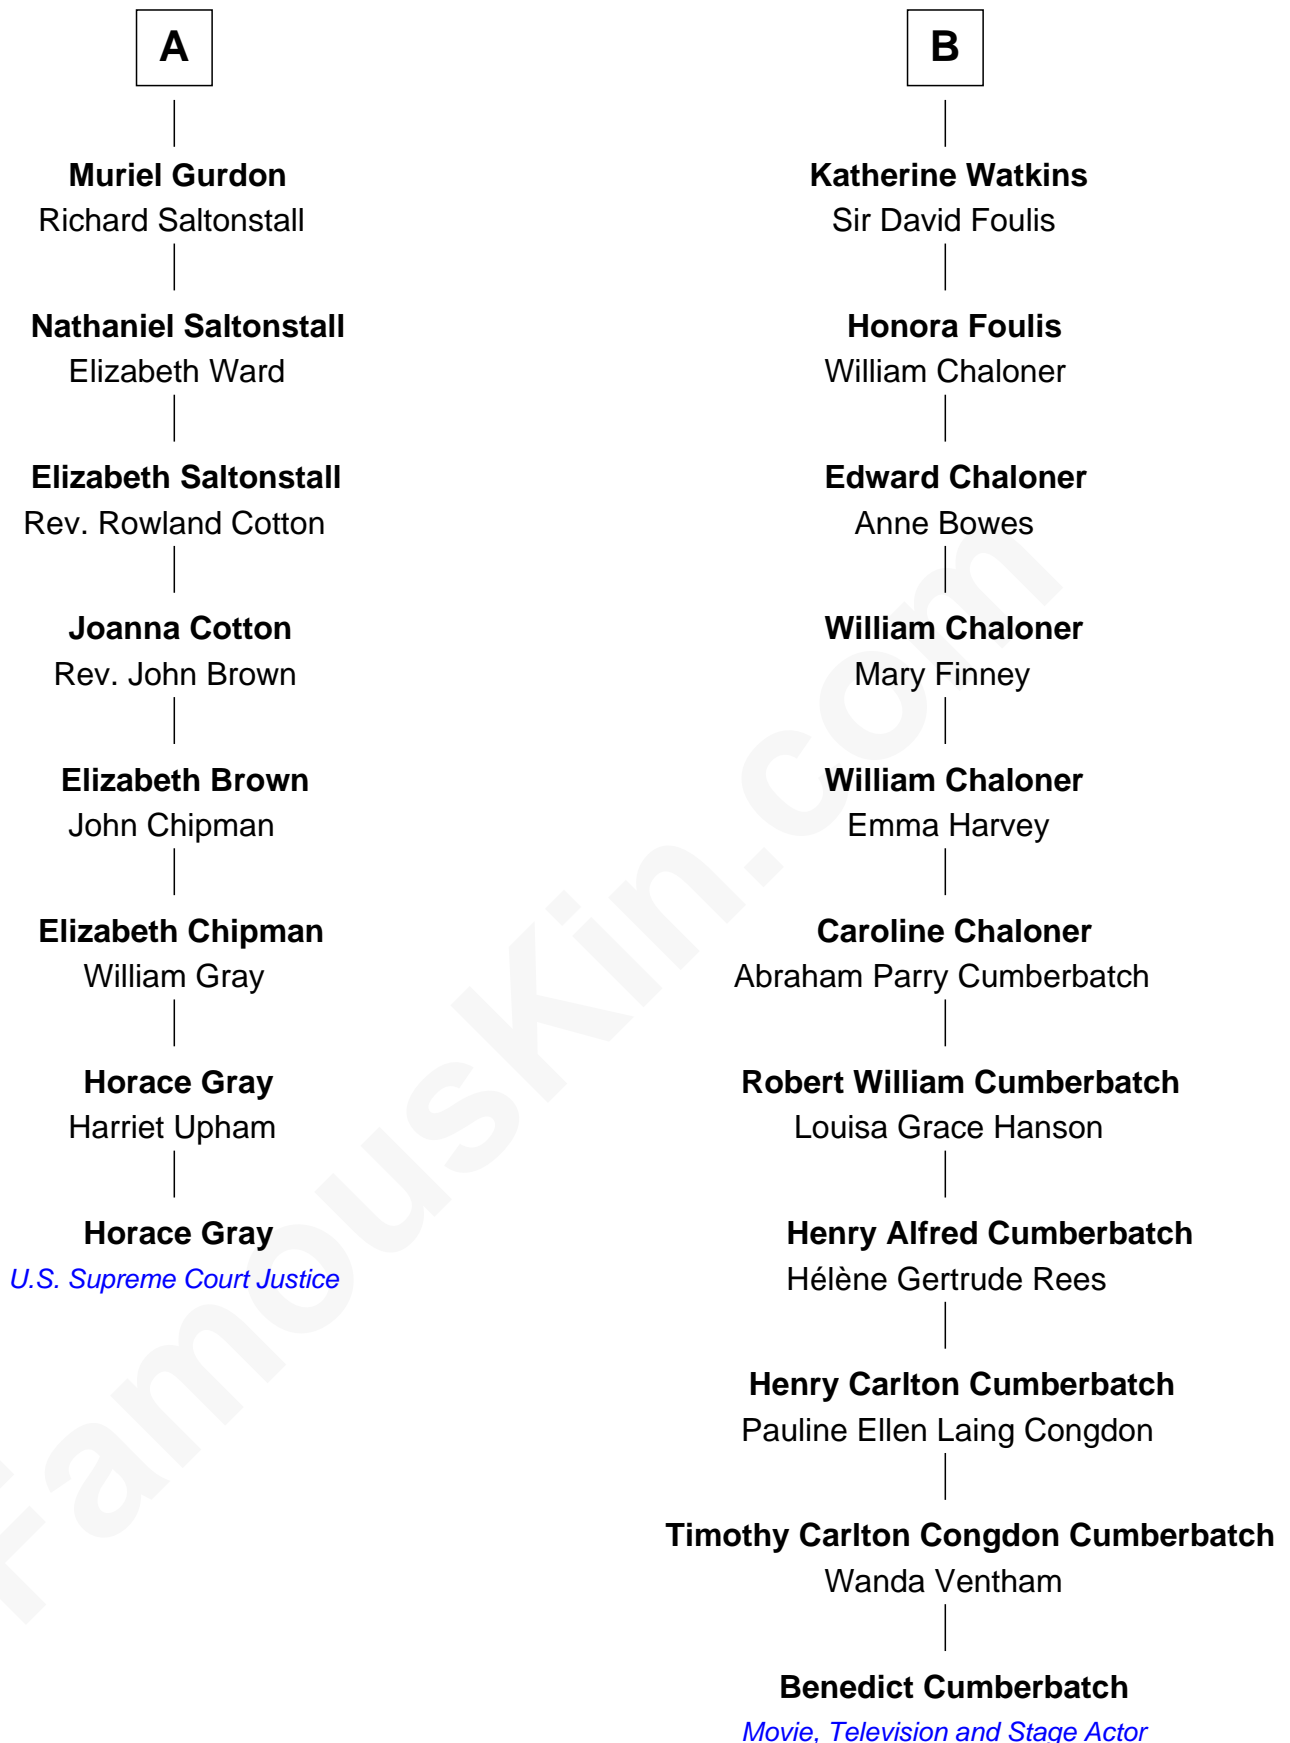 A
Muriel Gurdon
Richard Saltonstall
Nathaniel Saltonstall
Elizabeth Ward
Elizabeth Saltonstall
Rev. Rowland Cotton
Joanna Cotton
Rev. John Brown
Elizabeth Brown
John Chipman
Elizabeth Chipman
William Gray
Horace Gray
Harriet Upham
Horace Gray
U.S. Supreme Court Justice
B
Katherine Watkins
Sir David Foulis
Honora Foulis
William Chaloner
Edward Chaloner
Anne Bowes
William Chaloner
Mary Finney
William Chaloner
Emma Harvey
Caroline Chaloner
Abraham Parry Cumberbatch
Robert William Cumberbatch
Louisa Grace Hanson
Henry Alfred Cumberbatch
Hélène Gertrude Rees
Henry Carlton Cumberbatch
Pauline Ellen Laing Congdon
Timothy Carlton Congdon Cumberbatch
Wanda Ventham
Benedict Cumberbatch
Movie, Television and Stage Actor
FamousKin.com